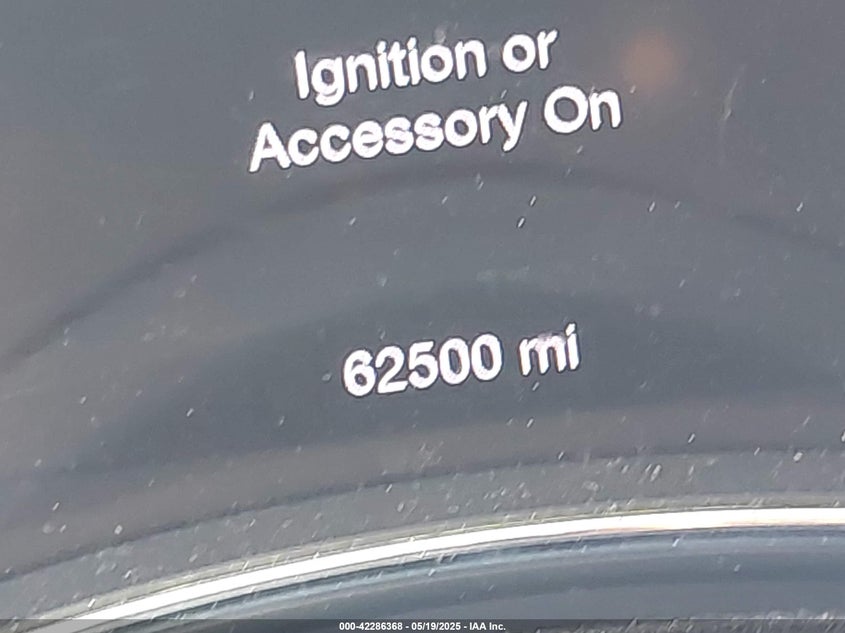 Ignition or
Accessory On
62500 mi
000-42286368 - 05/19/2025 - IAA Inc.